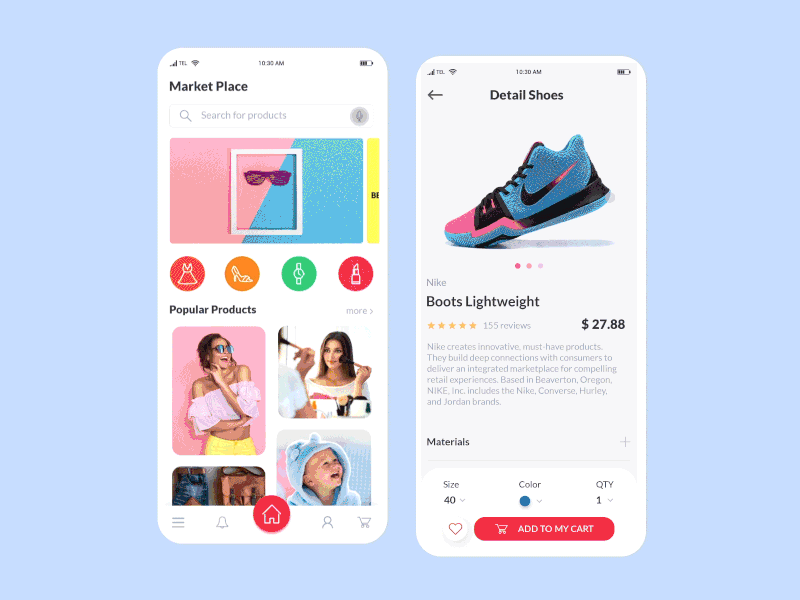 TEL
10:30 AM
Market Place
Search for products
BE
Popular Products
more >
TEL
10:30 AM
Detail Shoes
Nike
Boots Lightweight
155 reviews
$ 27.88
Nike creates innovative, must-have products.
They build deep connections with consumers to
deliver an integrated marketplace for compelling
retail experiences. Based in Beaverton, Oregon,
NIKE, Inc. includes the Nike, Converse, Hurley,
and Jordan brands.
Materials
Size
Color
QTY
40
1
ADD TO MY CART